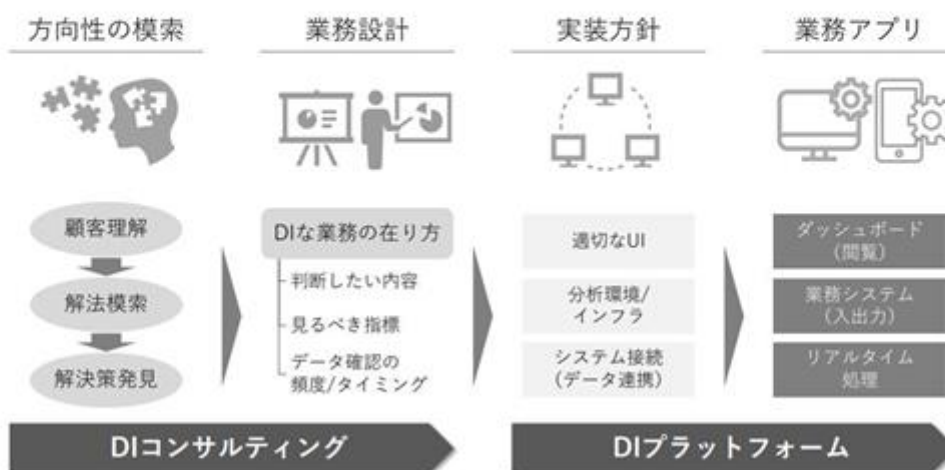 方向性の模索
業務設計
実装方針
業務アプリ
顧客理解
解法模索
解決策発見
DIな業務の在り方
判断したい内容
見るべき指標
データ確認の
頻度/タイミング
適切なUI
分析環境/
インフラ
システム接続
(データ連携)
ダッシュボード
(閲覧)
業務システム
(入出力)
リアルタイム
処理
DIコンサルティング
DIプラットフォーム